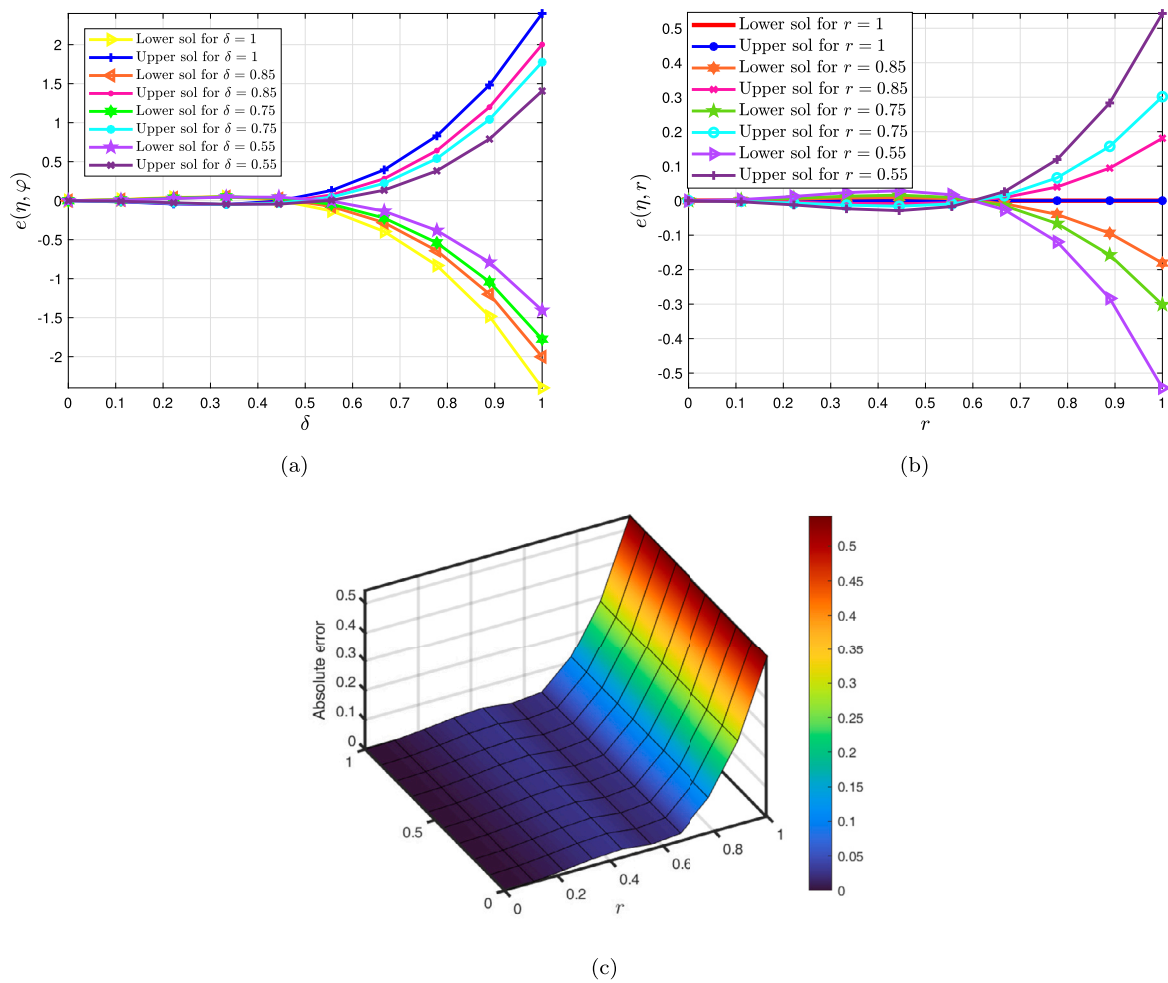 Lower sol for δ = 1
Upper sol for δ = 1
Lower sol for δ = 0.85
Upper sol for δ = 0.85
Lower sol for δ = 0.75
Upper sol for δ = 0.75
Lower sol for δ = 0.55
Upper sol for δ = 0.55
e(η, φ)
2
1.5
1
0.5
0
-0.5
-1
-1.5
-2
0 0.1 0.2 0.3 0.4 0.5 0.6 0.7 0.8 0.9 1
δ
(a)
Lower sol for r = 1
Upper sol for r = 1
Lower sol for r = 0.85
Upper sol for r = 0.85
Lower sol for r = 0.75
Upper sol for r = 0.75
Lower sol for r = 0.55
Upper sol for r = 0.55
e(η, r)
0.5
0.4
0.3
0.2
0.1
0
-0.1
-0.2
-0.3
-0.4
-0.5
0 0.1 0.2 0.3 0.4 0.5 0.6 0.7 0.8 0.9 1
r
(b)
Absolute error
0.5
0.4
0.3
0.2
0.1
0
1
0.5
0
0 0.2 0.4 0.6 0.8 1
r
0.5
0.45
0.4
0.35
0.3
0.25
0.2
0.15
0.1
0.05
0
(c)